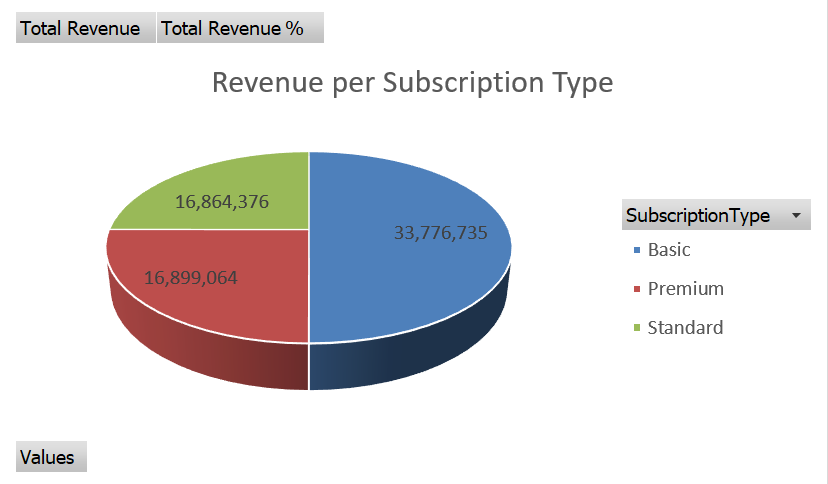 Total Revenue Total Revenue %
Revenue per Subscription Type
16,864,376
33,776,735
16,899,064
SubscriptionType
Basic
Premium
Standard
Values